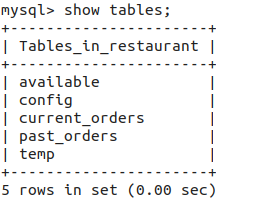 mysql> show tables;
+----------------------+
| Tables_in_restaurant |
+----------------------+
| available            |
| config               |
| current_orders       |
| past_orders          |
| temp                 |
+----------------------+
5 rows in set (0.00 sec)